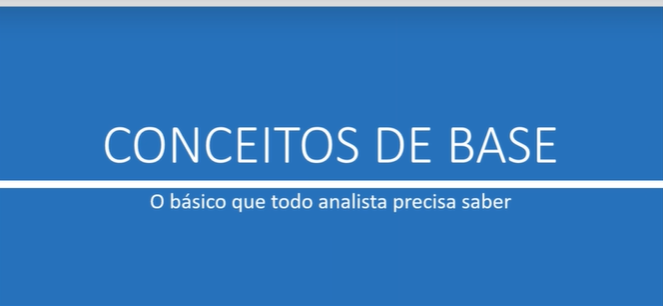 CONCEITOS DE BASE
O básico que todo analista precisa saber